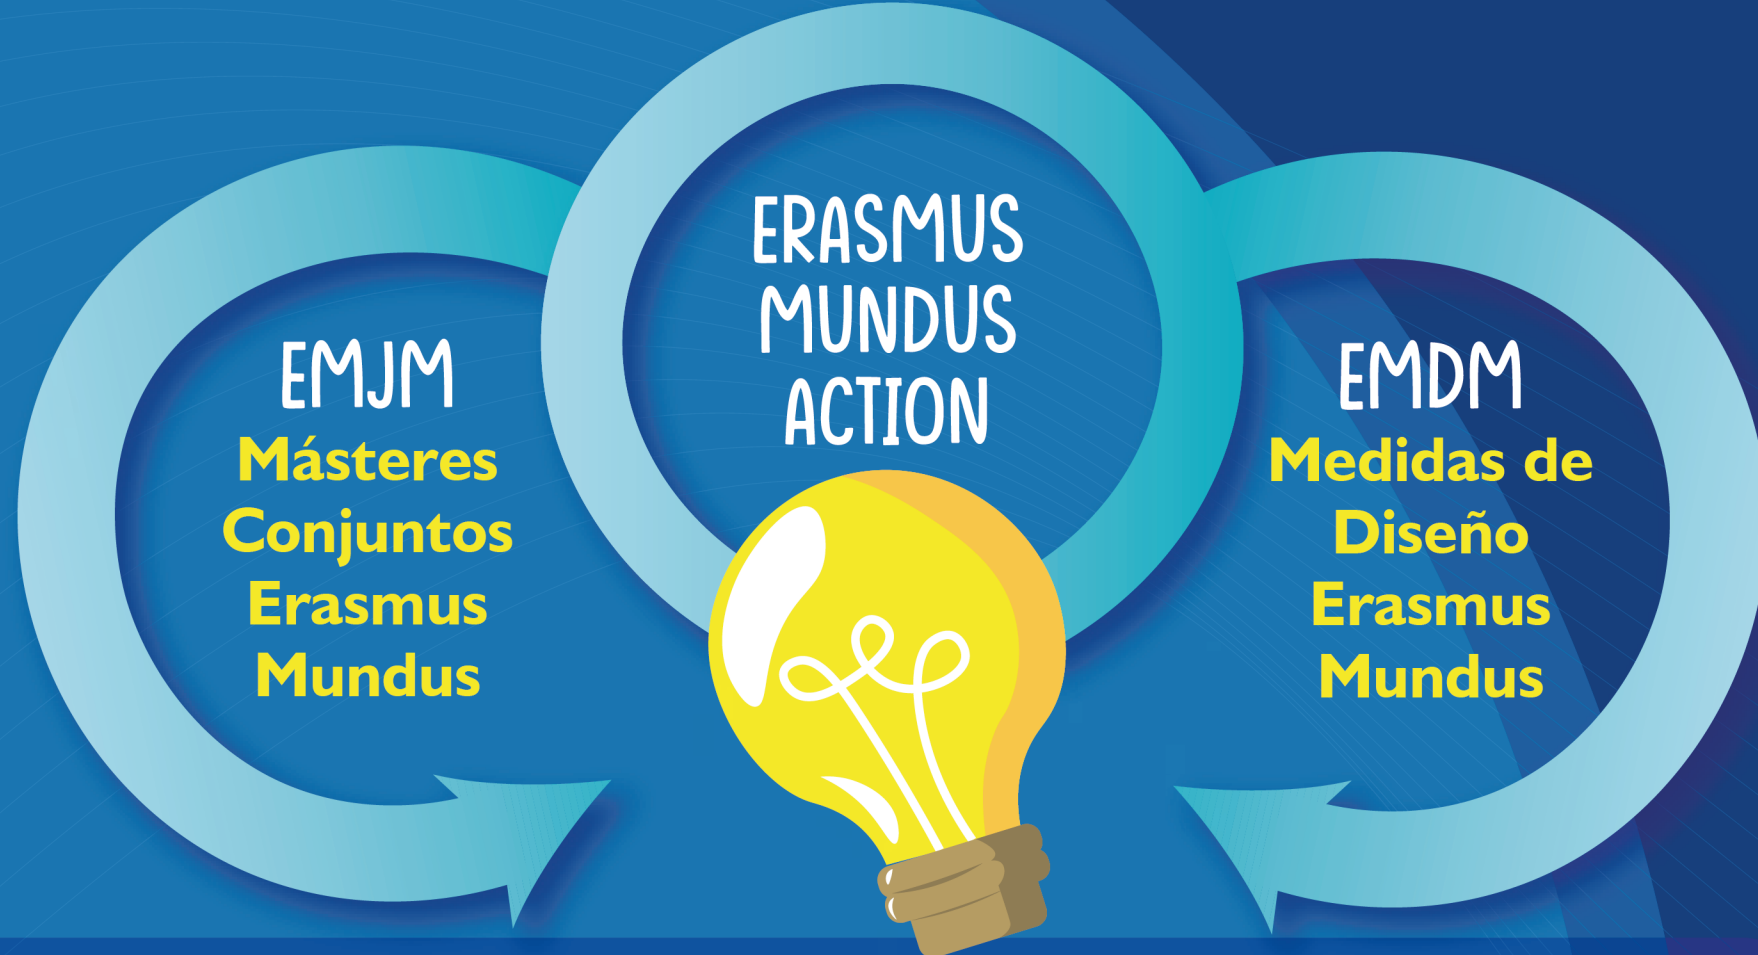 ERASMUS
MUNDUS
ACTION
EMJM
Másteres
Conjuntos
Erasmus
Mundus
EMDM
Medidas de
Diseño
Erasmus
Mundus